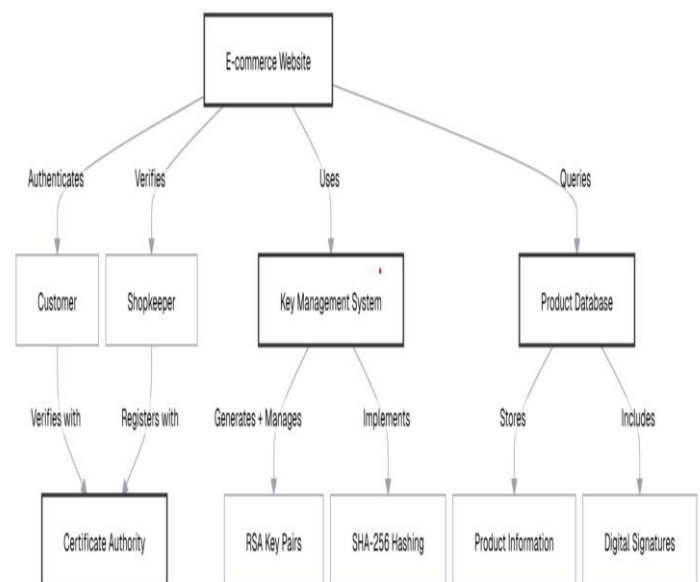 E-commerce Website
Authenticates
Verifies
Uses
Queries
Customer
Shopkeeper
Key Management System
Product Database
Verifies with
Registers with
Generates + Manages
Implements
Stores
Includes
Certificate Authority
RSA Key Pairs
SHA-256 Hashing
Product Information
Digital Signatures